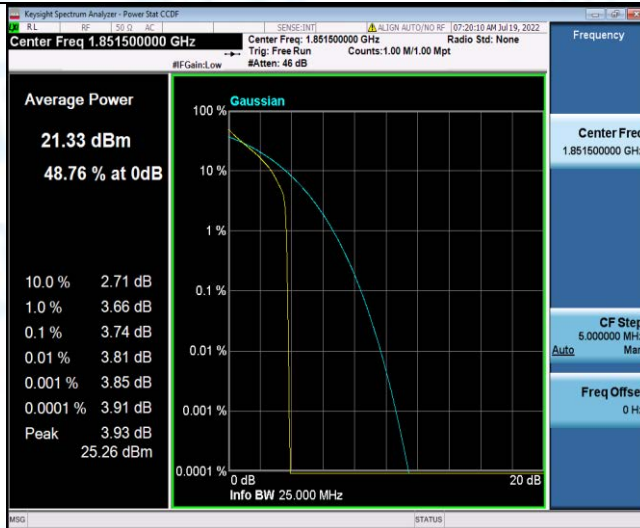 Keysight Spectrum Analyzer - Power Stat CCDF
RL RF 50 Ω AC SENSE:INT ALIGN AUTO/NO RF 07:20:10 AM Jul 19, 2022
Center Freq 1.851500000 GHz
Center Freq: 1.851500000 GHz Radio Std: None
Trig: Free Run Counts:1.00 M/1.00 Mpt
#IFGain:Low #Atten: 46 dB
Frequency
Average Power
21.33 dBm
48.76 % at 0dB
10.0 % 2.71 dB
1.0 % 3.66 dB
0.1 % 3.74 dB
0.01 % 3.81 dB
0.001 % 3.85 dB
0.0001 % 3.91 dB
Peak 3.93 dB
25.26 dBm
Gaussian
100 %
10 %
1 %
0.1 %
0.01 %
0.001 %
0.0001 %
0 dB 20 dB
Info BW 25.000 MHz
Center Freq
1.851500000 GHz
CF Step
5.000000 MHz
Auto Man
Freq Offse
0 Hz
MSG STATUS